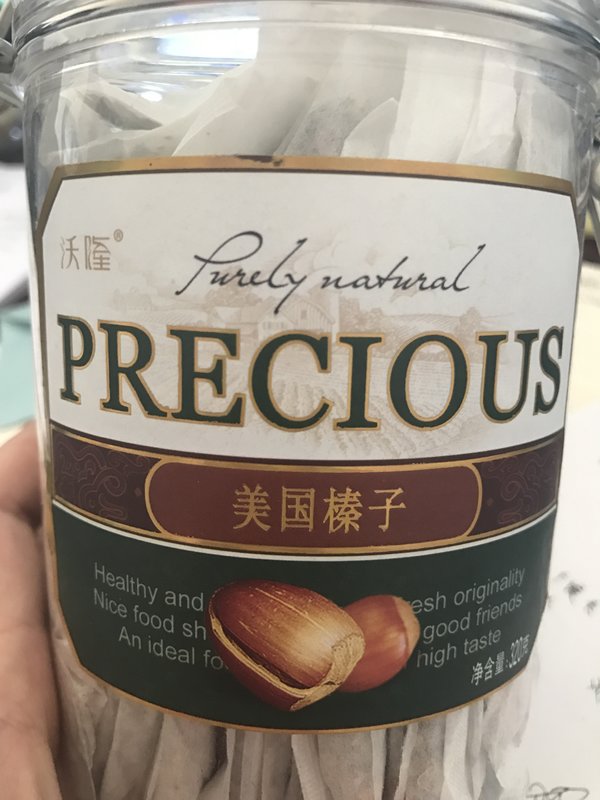 沃隆®
Purely natural
PRECIOUS
美国榛子
Healthy and esh originality
Nice food sh good friends
An ideal fo high taste
净含量:320克